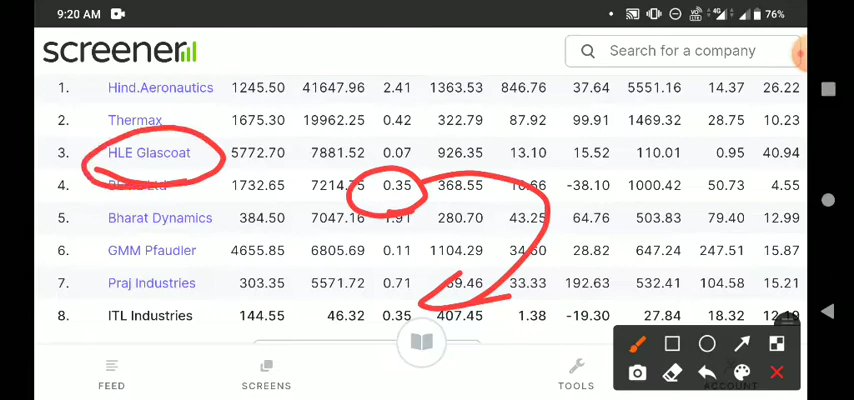 9:20 AM 4G 76%
screener Search for a company
1. Hind.Aeronautics 1245.50 41647.96 2.41 1363.53 846.76 37.64 5551.16 14.37 26.22
2. Thermax 1675.30 19962.25 0.42 322.79 87.92 99.91 1469.32 28.75 10.23
3. HLE Glascoat 5772.70 7881.52 0.07 926.35 13.10 15.52 110.01 0.95 40.94
4. 1732.65 0.35 368.55 -38.10 1000.42 50.73 4.55
5. Bharat Dynamics 384.50 7047.16 1.91 280.70 43.25 64.76 503.83 79.40 12.99
6. GMM Pfaudler 4655.85 6805.69 0.11 1104.29 28.82 647.24 247.51 15.87
7. Praj Industries 303.35 5571.72 0.71 33.33 192.63 532.41 104.58 15.21
8. ITL Industries 144.55 46.32 0.35 407.45 1.38 -19.30 27.84 18.32
FEED SCREENS TOOLS ACCOUNT